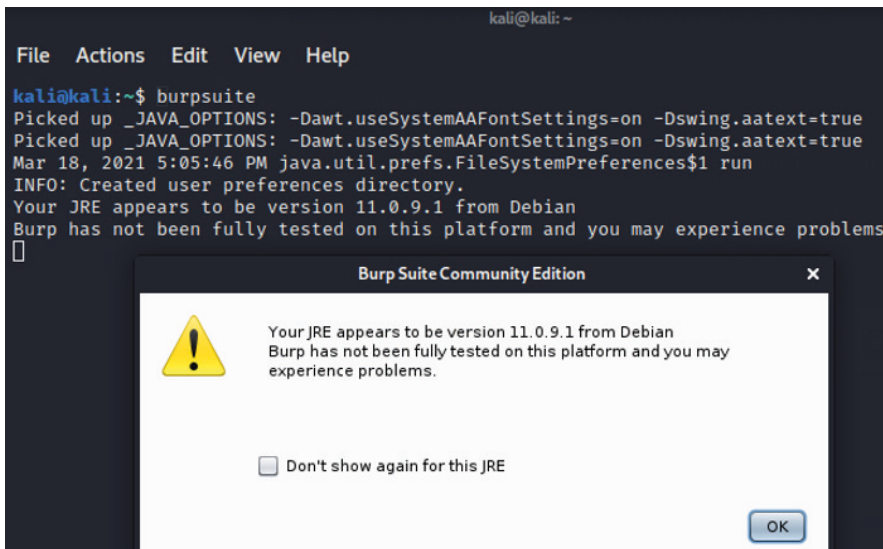 kali@kali: ~
File Actions Edit View Help
kali@kali:~$ burpsuite
Picked up _JAVA_OPTIONS: -Dawt.useSystemAAFontSettings=on -Dswing.aatext=true
Picked up _JAVA_OPTIONS: -Dawt.useSystemAAFontSettings=on -Dswing.aatext=true
Mar 18, 2021 5:05:46 PM java.util.prefs.FileSystemPreferences$1 run
INFO: Created user preferences directory.
Your JRE appears to be version 11.0.9.1 from Debian
Burp has not been fully tested on this platform and you may experience problems
Burp Suite Community Edition
Your JRE appears to be version 11.0.9.1 from Debian
Burp has not been fully tested on this platform and you may
experience problems.
Don't show again for this JRE
OK